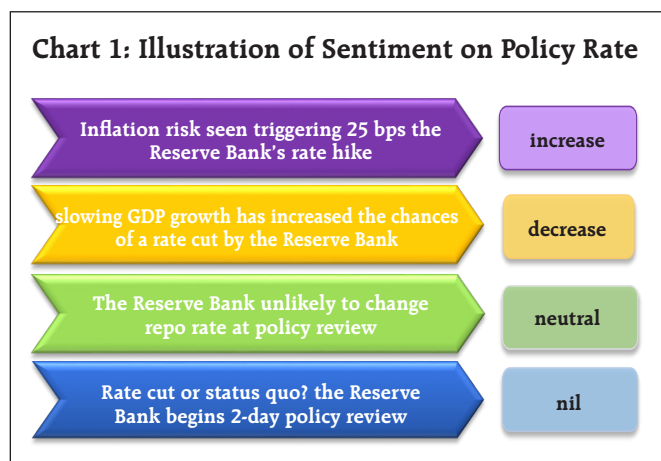 Chart 1: Illustration of Sentiment on Policy Rate
Inflation risk seen triggering 25 bps the
Reserve Bank's rate hike
increase
slowing GDP growth has increased the chances
of a rate cut by the Reserve Bank
decrease
The Reserve Bank unlikely to change
repo rate at policy review
neutral
Rate cut or status quo? the Reserve
Bank begins 2-day policy review
nil